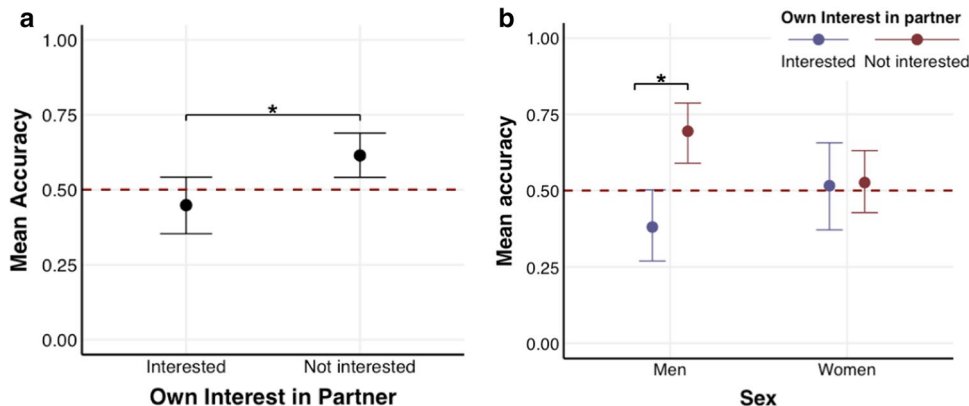 a
1.00
0.75
0.50
0.25
0.00
Mean Accuracy
*
Interested
Not interested
Own Interest in Partner
b
Own Interest in partner
Interested
Not interested
1.00
0.75
0.50
0.25
0.00
Mean accuracy
*
Men
Women
Sex